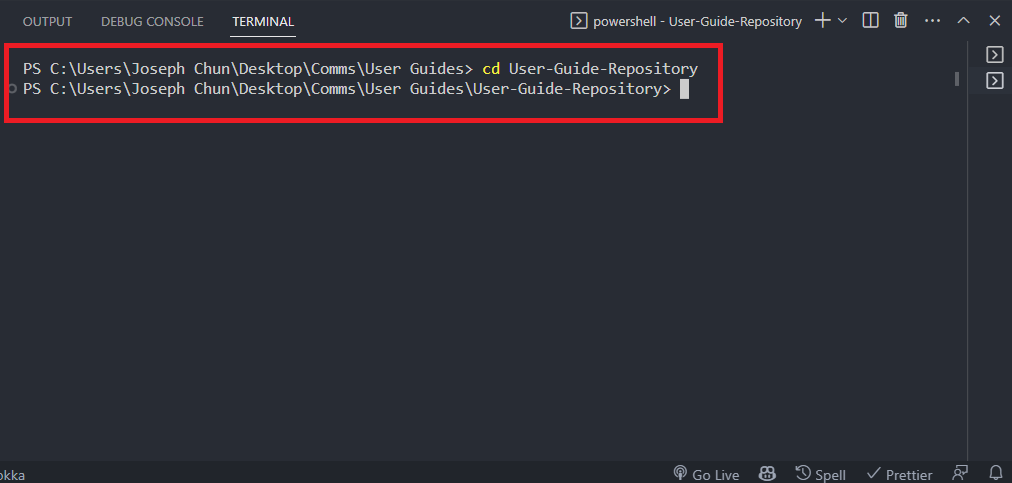 OUTPUT DEBUG CONSOLE TERMINAL powershell - User-Guide-Repository
PS C:\Users\Joseph Chun\Desktop\Comms\User Guides> cd User-Guide-Repository
PS C:\Users\Joseph Chun\Desktop\Comms\User Guides\User-Guide-Repository>
okka Go Live Spell Prettier